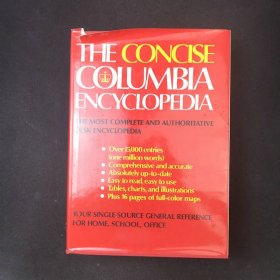 THE CONCISE
COLUMBIA
ENCYCLOPEDIA
THE MOST COMPLETE AND AUTHORITATIVE
DESK ENCYCLOPEDIA
• Over 15,000 entries
(one million words)
• Comprehensive and accurate
• Absolutely up-to-date
• Easy to read, easy to use
• Tables, charts, and illustrations
• Plus 16 pages of full-color maps
YOUR SINGLE-SOURCE GENERAL REFERENCE
FOR HOME, SCHOOL, OFFICE